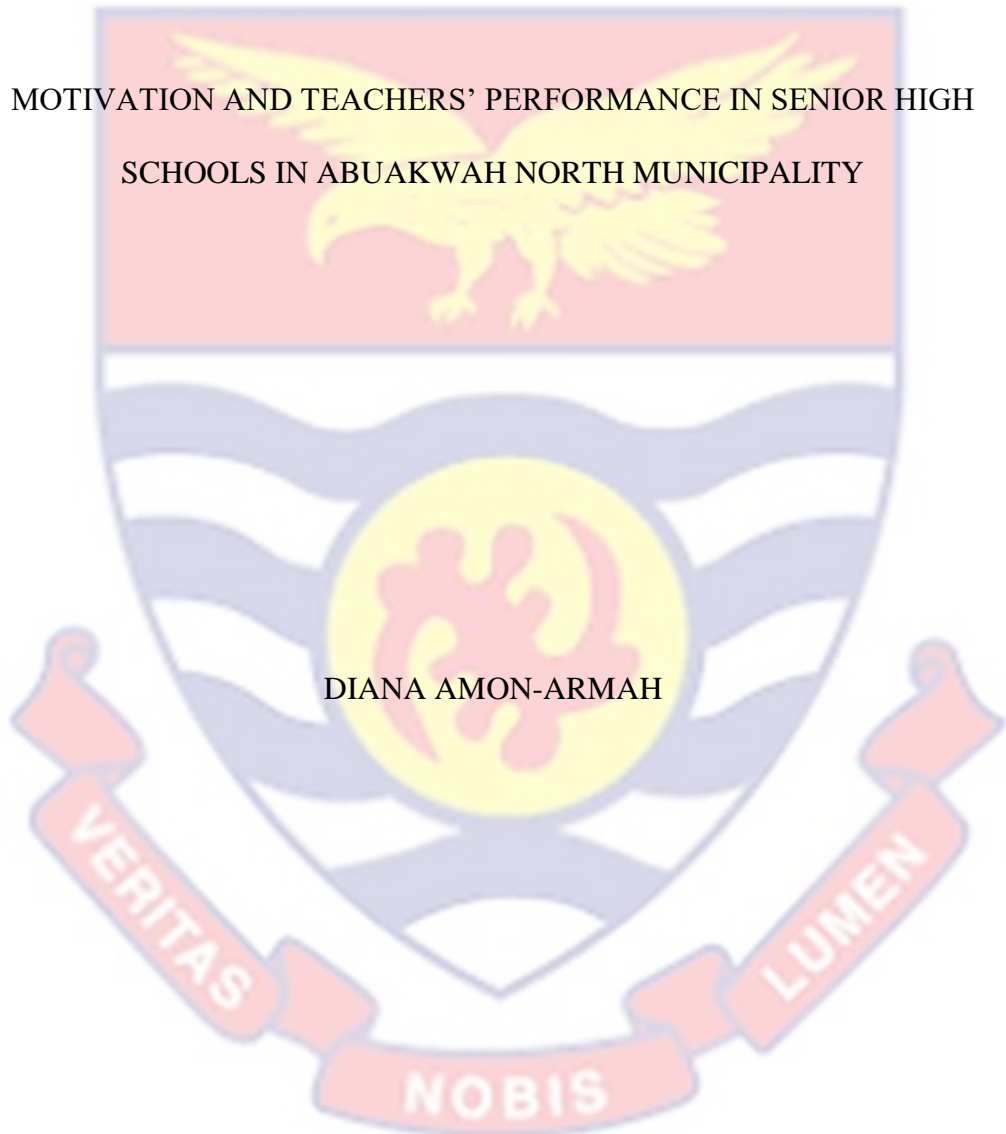 MOTIVATION AND TEACHERS’ PERFORMANCE IN SENIOR HIGH
SCHOOLS IN ABUAKWAH NORTH MUNICIPALITY
DIANA AMON-ARMAH
VERITAS
NOBIS
LUMEN